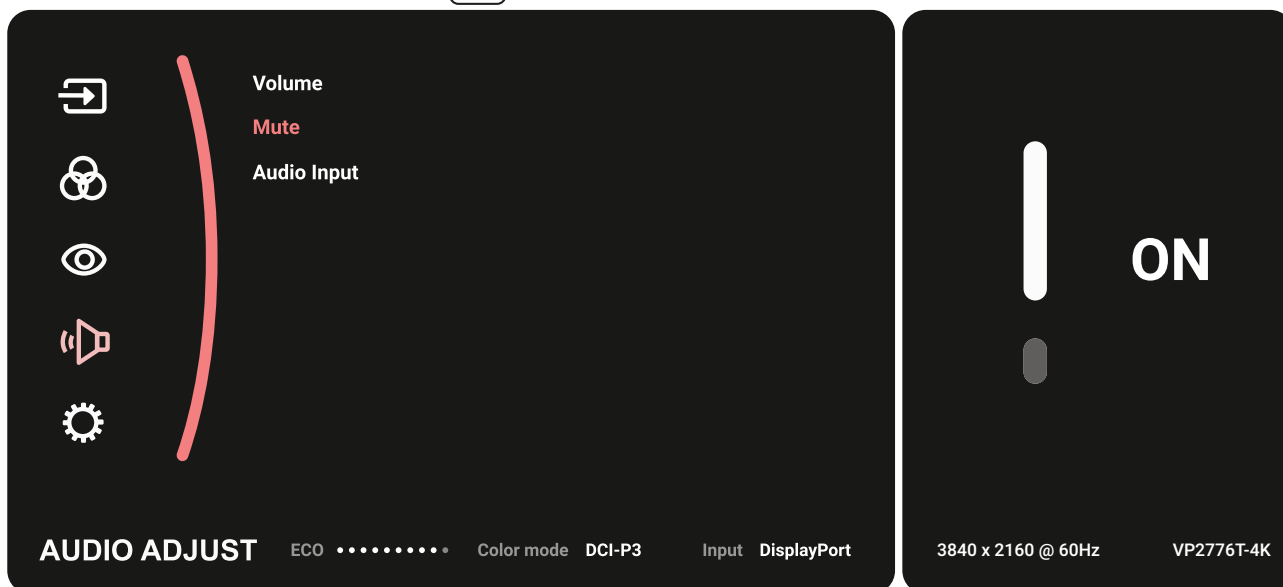 Volume
Mute
Audio Input
ON
AUDIO ADJUST ECO Color mode DCI-P3 Input DisplayPort 3840 x 2160 @ 60Hz VP2776T-4K